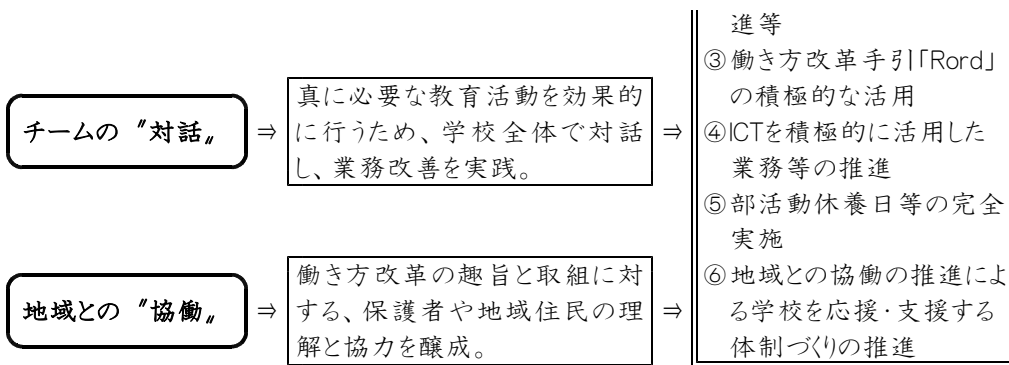 チームの〝対話〟
⇒
真に必要な教育活動を効果的
に行うため、学校全体で対話
し、業務改善を実践。
⇒
地域との〝協働〟
⇒
働き方改革の趣旨と取組に対
する、保護者や地域住民の理
解と協力を醸成。
⇒
進等
③働き方改革手引「Rord」
の積極的な活用
④ICTを積極的に活用した
業務等の推進
⑤部活動休養日等の完全
実施
⑥地域との協働の推進によ
る学校を応援・支援する
体制づくりの推進